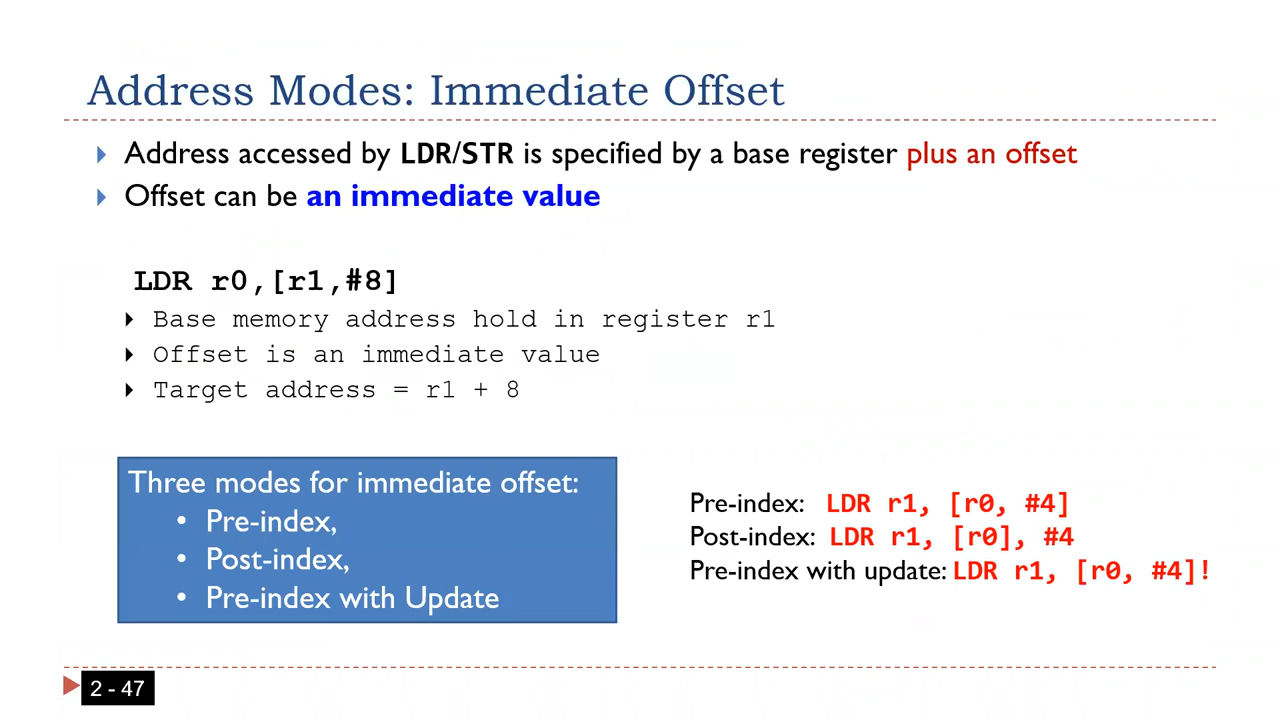 Address Modes: Immediate Offset
Address accessed by LDR/STR is specified by a base register plus an offset
Offset can be an immediate value
LDR r0,[r1,#8]
Base memory address hold in register r1
Offset is an immediate value
Target address = r1 + 8
Three modes for immediate offset:
• Pre-index,
• Post-index,
• Pre-index with Update
Pre-index: LDR r1, [r0, #4]
Post-index: LDR r1, [r0], #4
Pre-index with update: LDR r1, [r0, #4]!
2 - 47